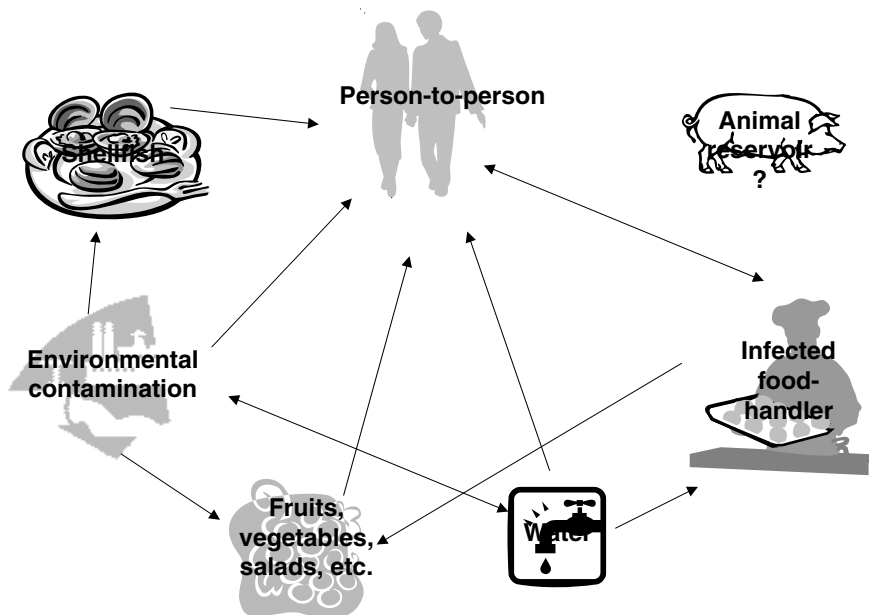 Person-to-person
Shellfish
Animal
reservoir
?
Environmental
contamination
Infected
food-
handler
Fruits,
vegetables,
salads, etc.
Water